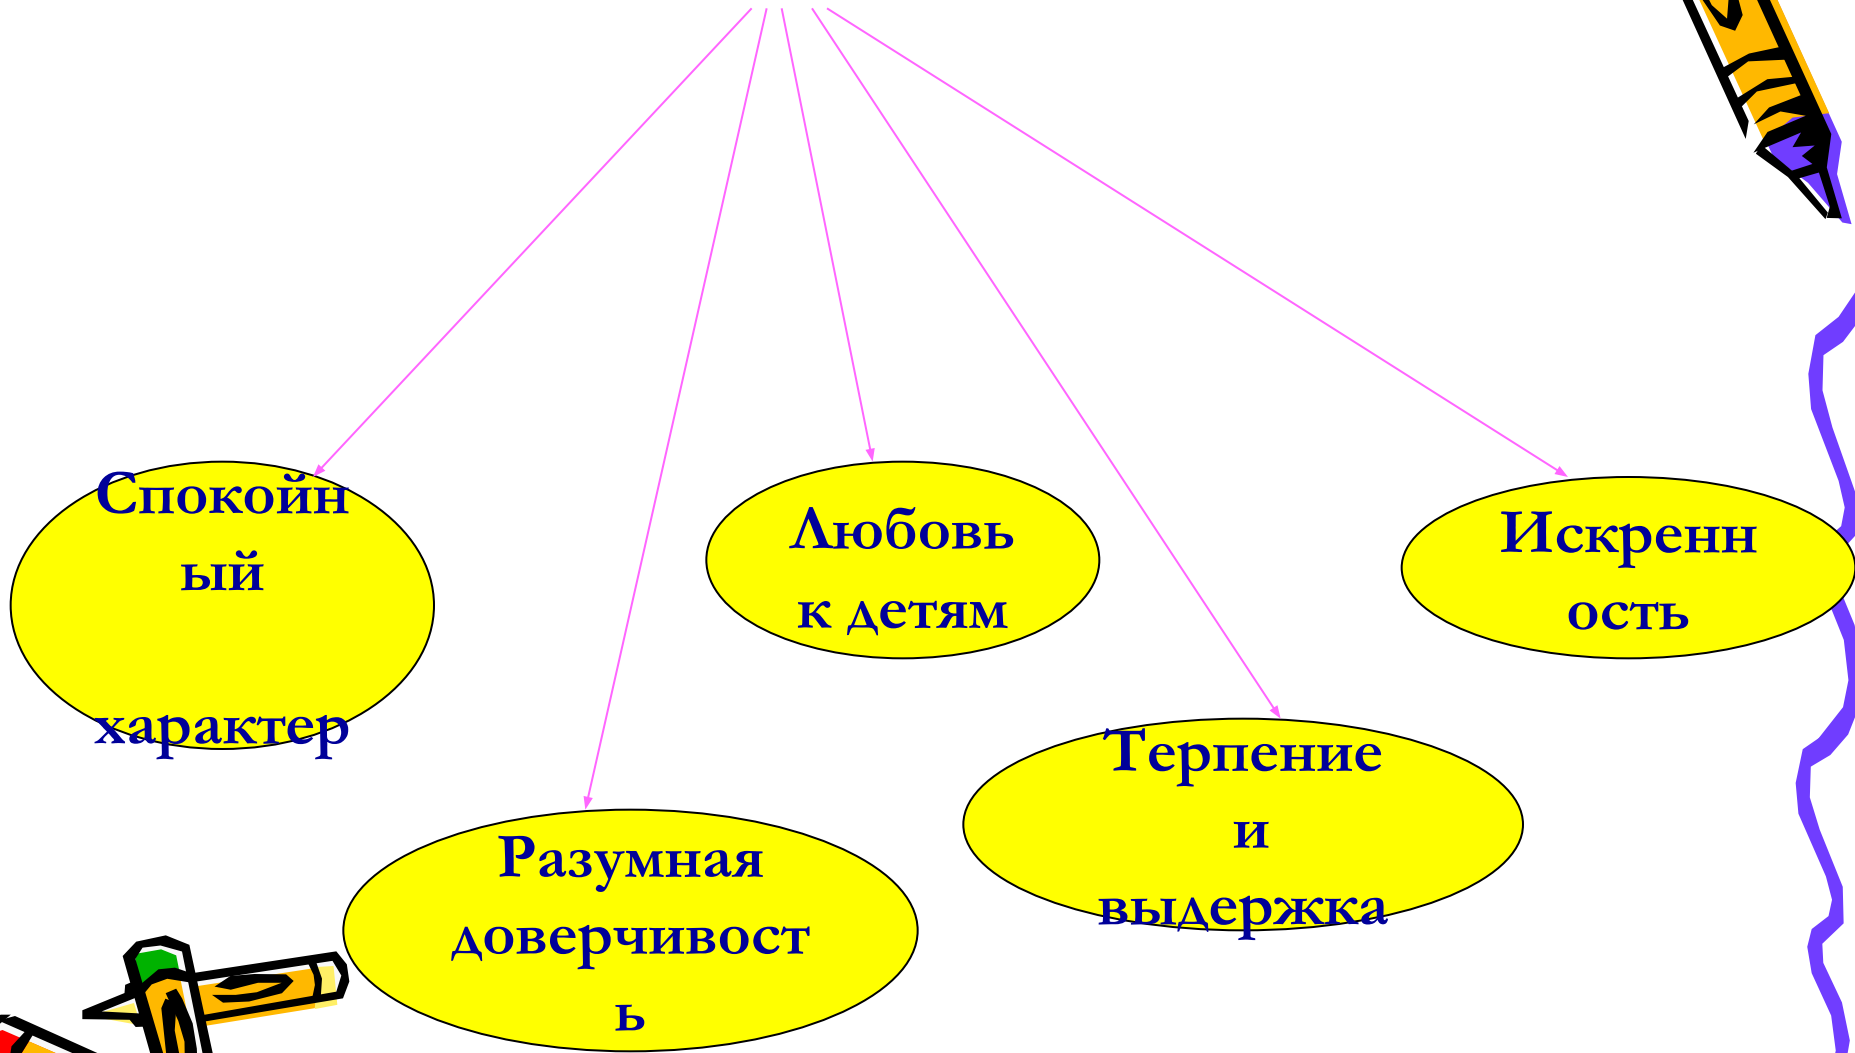 Спокойн
ый
характер
Разумная
доверчивост
ь
Любовь
к детям
Терпение
и
выдержка
Искренн
ость